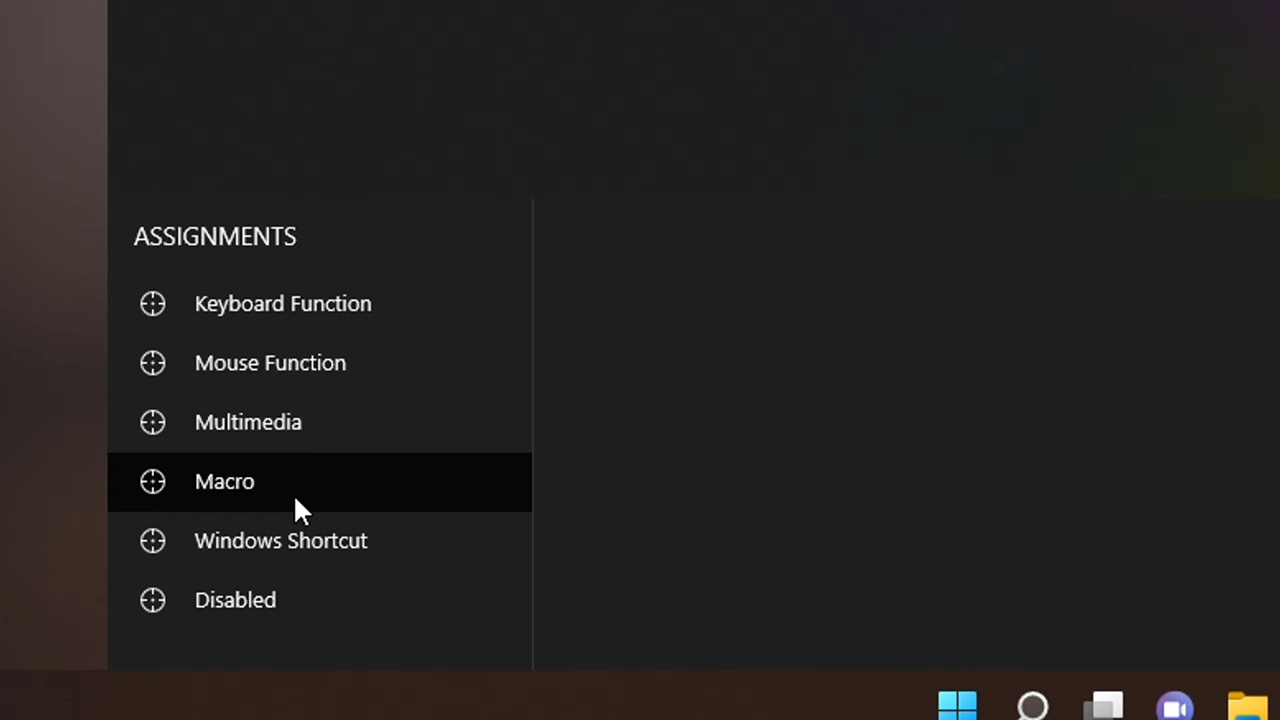 ASSIGNMENTS
Keyboard Function
Mouse Function
Multimedia
Macro
Windows Shortcut
Disabled